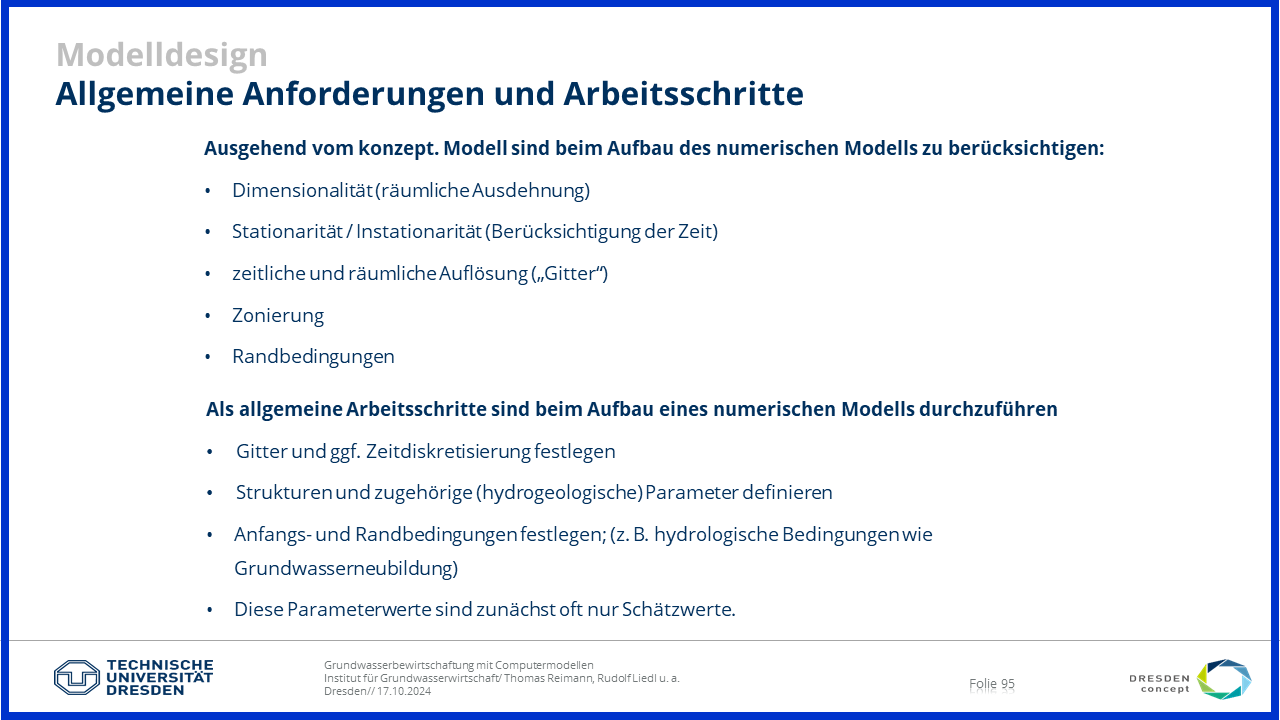 Modelldesign
Allgemeine Anforderungen und Arbeitsschritte
Ausgehend vom konzept. Modell sind beim Aufbau des numerischen Modells zu berücksichtigen:
• Dimensionalität (räumliche Ausdehnung)
• Stationarität / Instationarität (Berücksichtigung der Zeit)
• zeitliche und räumliche Auflösung („Gitter“)
• Zonierung
• Randbedingungen
Als allgemeine Arbeitsschritte sind beim Aufbau eines numerischen Modells durchzuführen
• Gitter und ggf. Zeitdiskretisierung festlegen
• Strukturen und zugehörige (hydrogeologische) Parameter definieren
• Anfangs- und Randbedingungen festlegen; (z. B. hydrologische Bedingungen wie
Grundwasserneubildung)
• Diese Parameterwerte sind zunächst oft nur Schätzwerte.
TECHNISCHE
UNIVERSITÄT
DRESDEN
Grundwasserbewirtschaftung mit Computermodellen
Institut für Grundwasserwirtschaft/ Thomas Reimann, Rudolf Liedl u. a.
Dresden// 17.10.2024
Folie 95
DRESDEN
concept